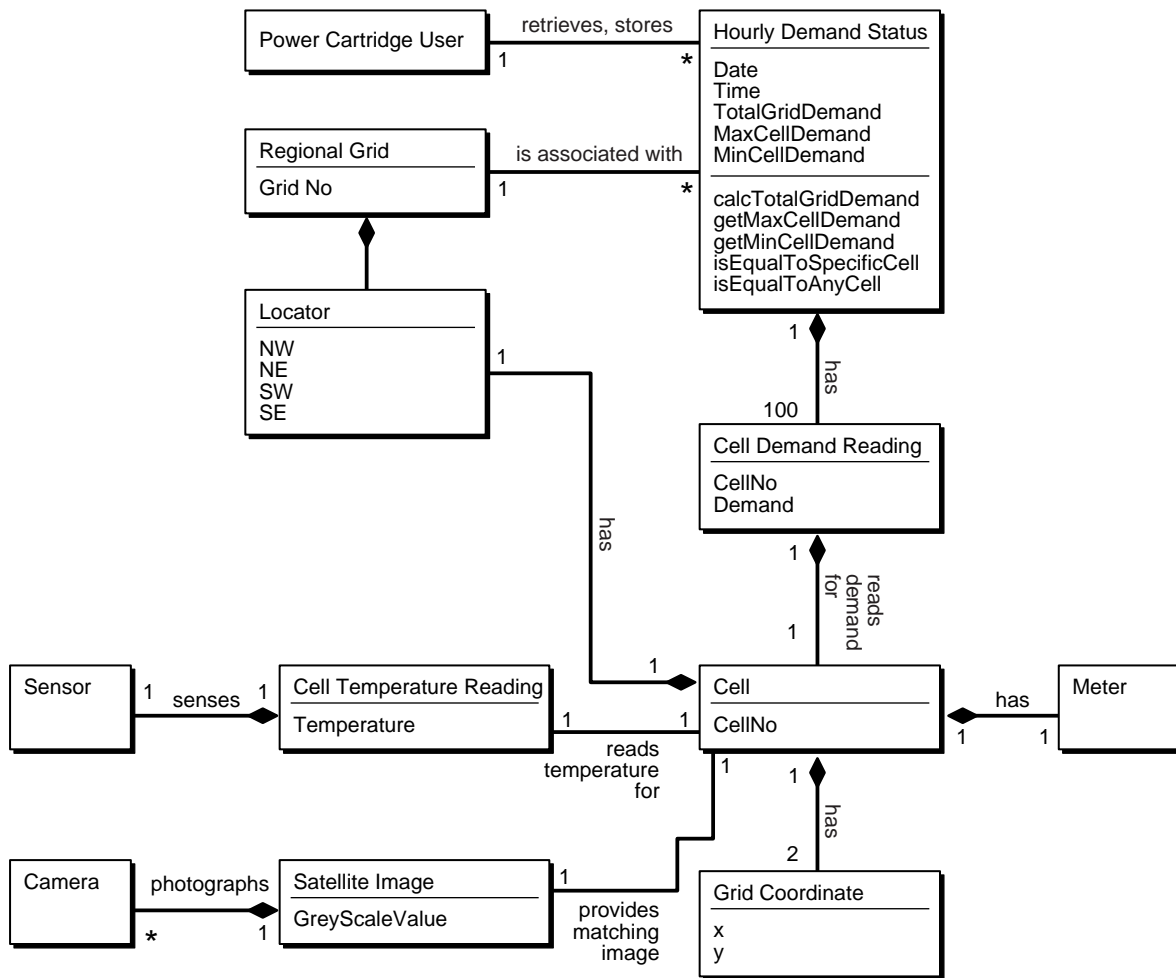 Power Cartridge User
retrieves, stores
1
*
Hourly Demand Status
Date
Time
TotalGridDemand
MaxCellDemand
MinCellDemand
calcTotalGridDemand
getMaxCellDemand
getMinCellDemand
isEqualToSpecificCell
isEqualToAnyCell
Regional Grid
Grid No
is associated with
1
*
Locator
NW
NE
SW
SE
1
has
1
1
has
100
Cell Demand Reading
CellNo
Demand
1
reads
demand
for
1
Sensor
1
senses
1
Cell Temperature Reading
Temperature
1
1
reads
temperature
for
Cell
CellNo
has
1
1
Meter
1
1
has
2
Camera
photographs
*
1
Satellite Image
GreyScaleValue
1
provides
matching
image
Grid Coordinate
x
y